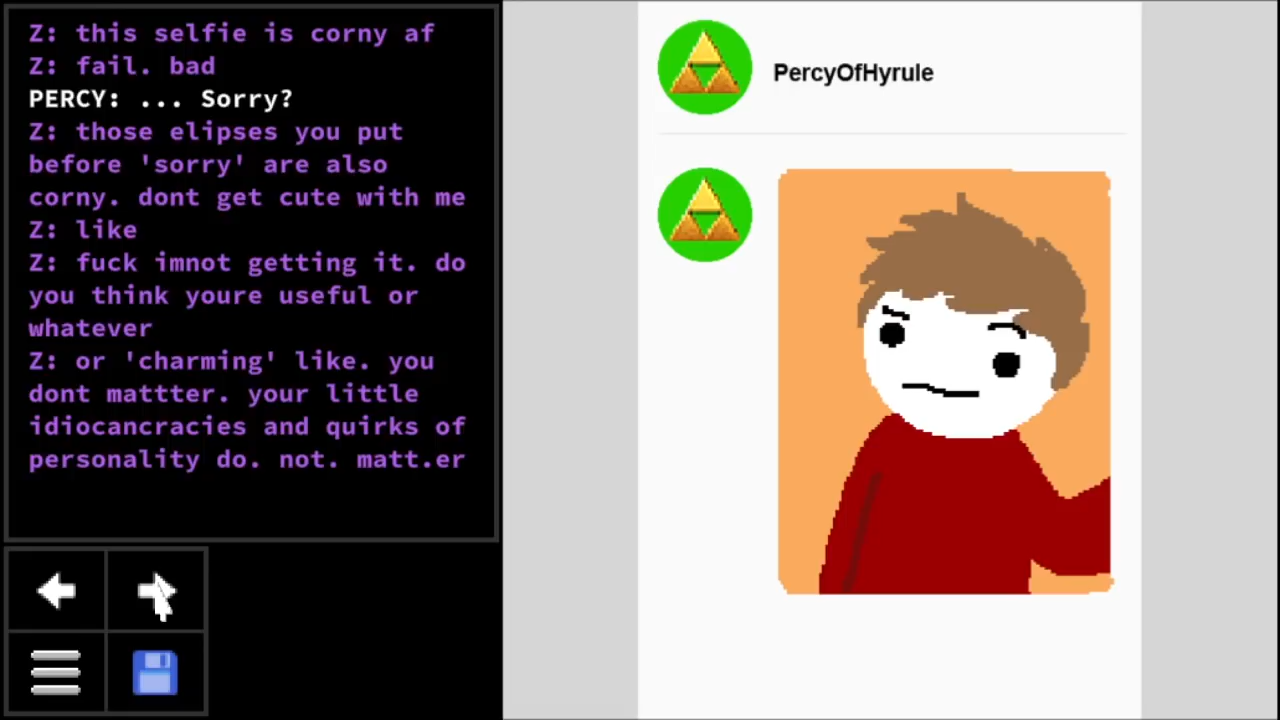 Z: this selfie is corny af
Z: fail. bad
PERCY: ... Sorry?
Z: those elipses you put
before 'sorry' are also
corny. dont get cute with me
Z: like
Z: fuck imnot getting it. do
you think youre useful or
whatever
Z: or 'charming' like. you
dont mattter. your little
idiocancracies and quirks of
personality do. not. matt.er
PercyOfHyrule